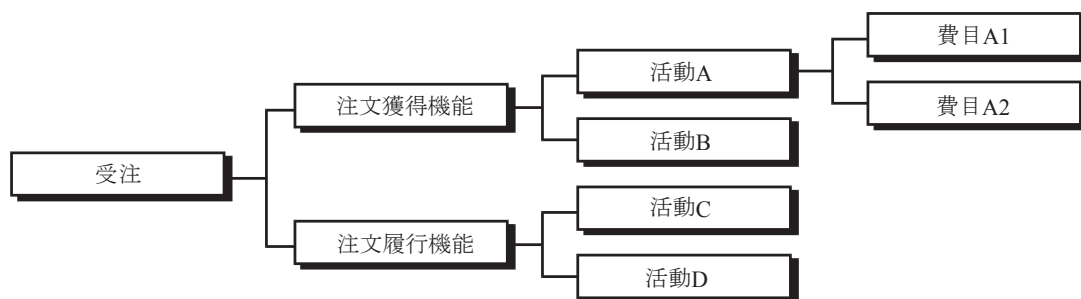 受注
注文獲得機能
注文履行機能
活動A
活動B
活動C
活動D
費目A1
費目A2